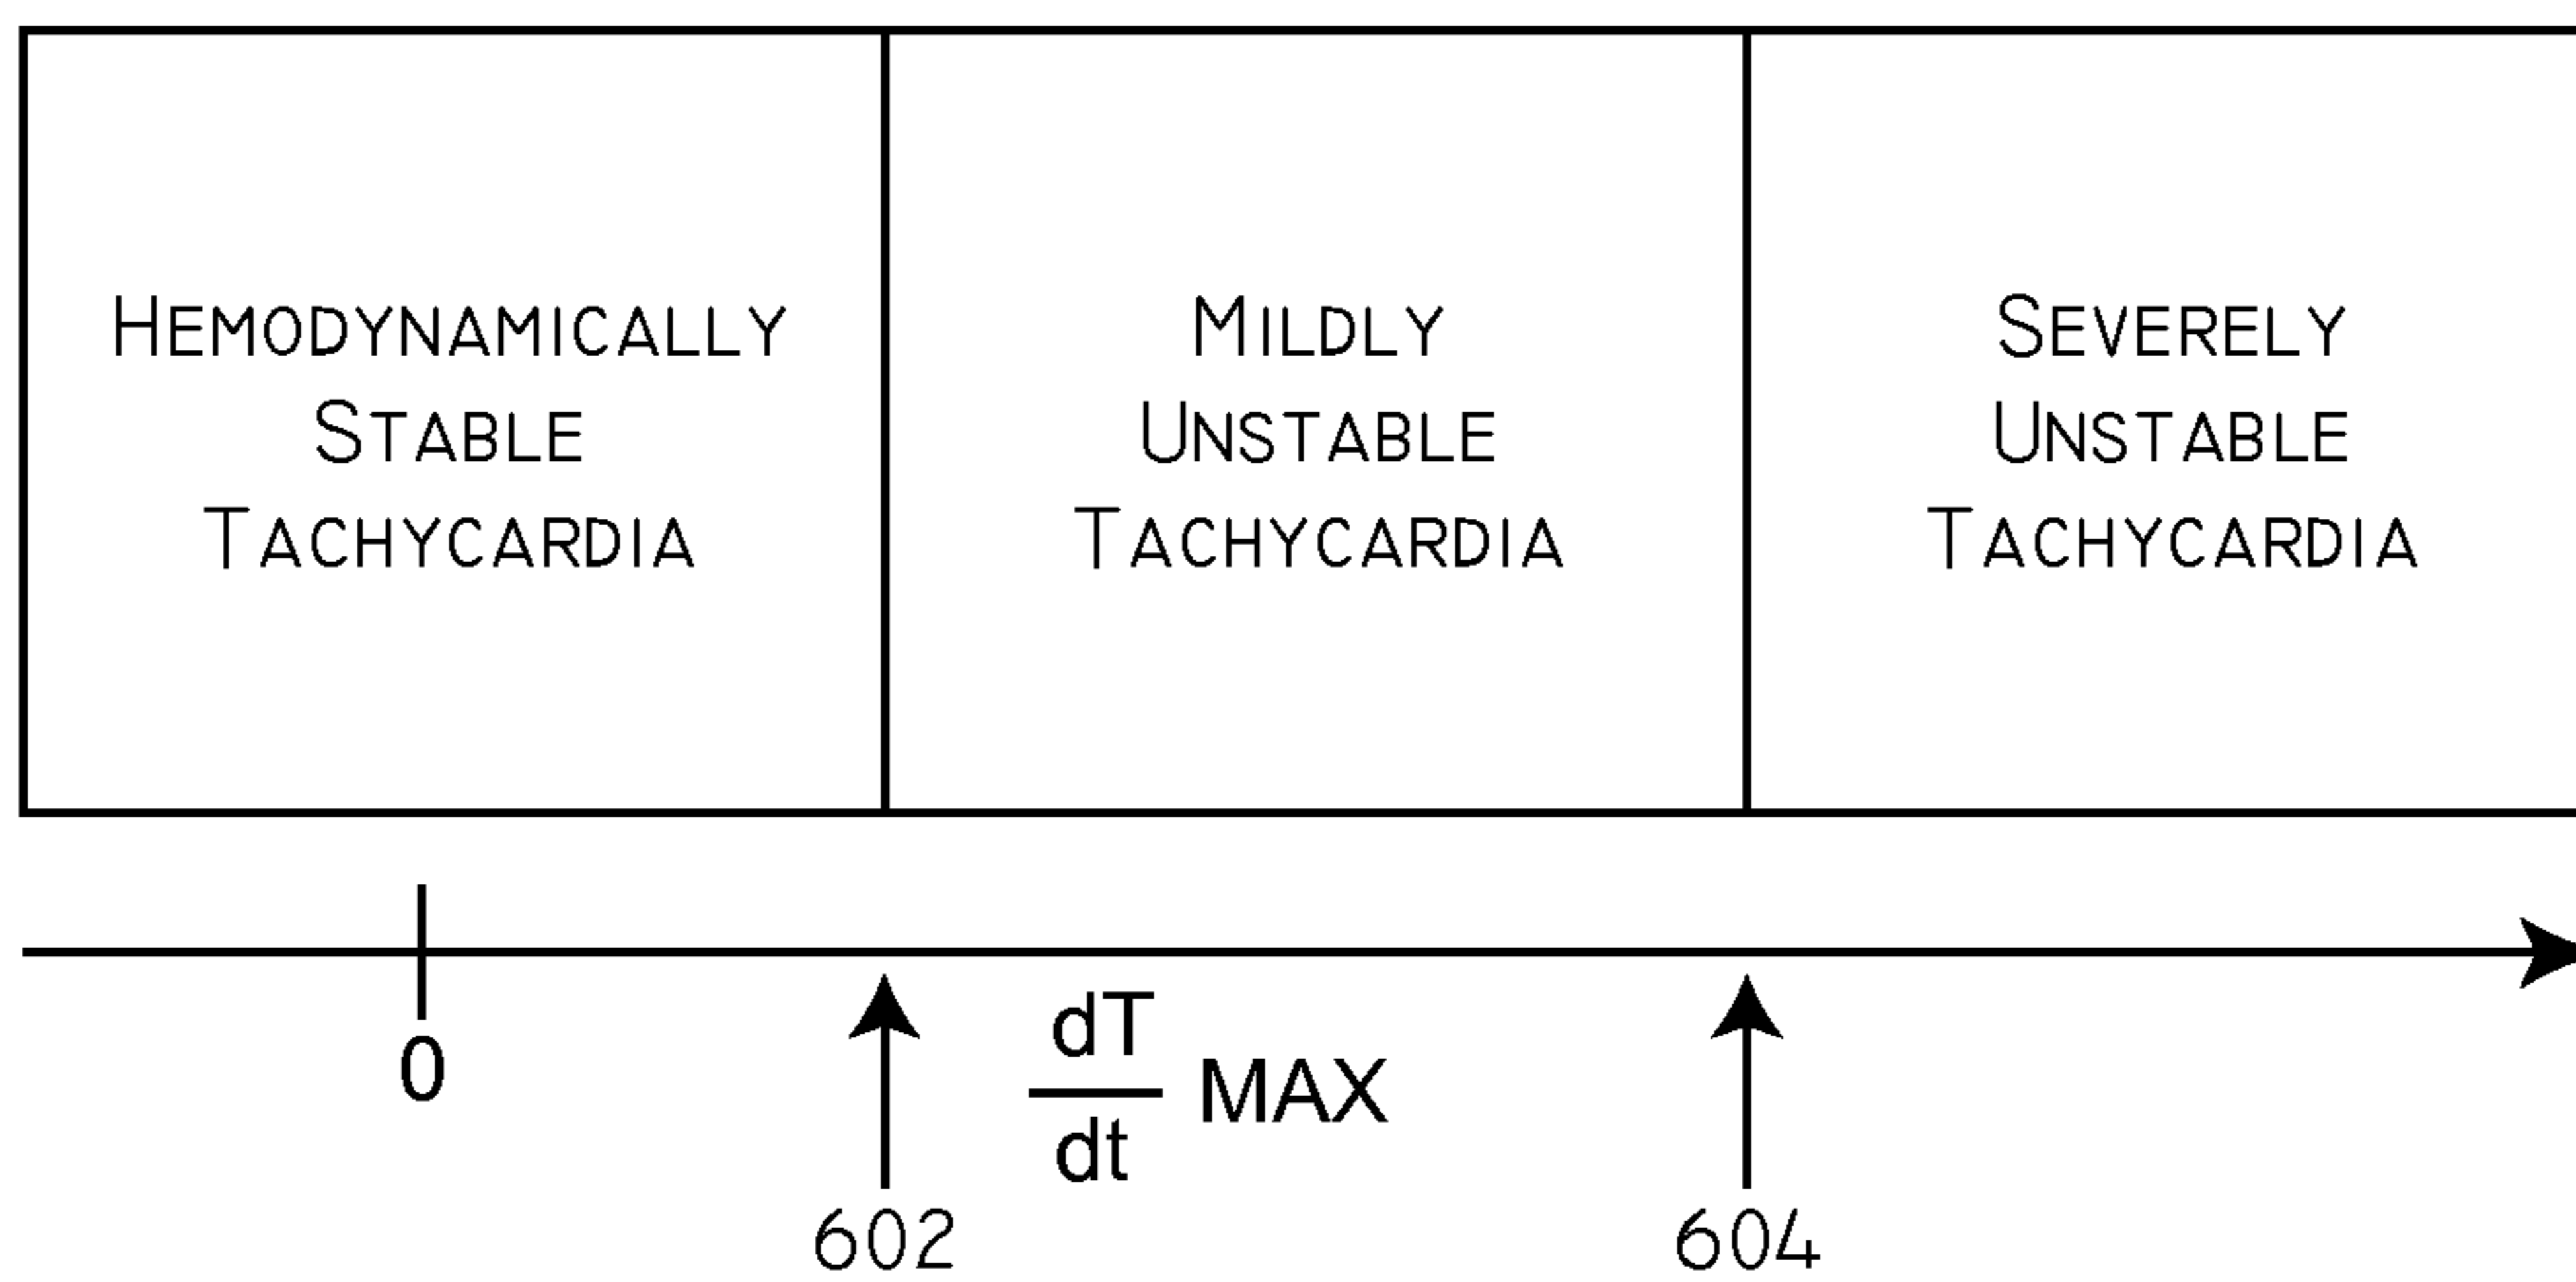 Hemodynamically
Stable
Tachycardia
Mildly
Unstable
Tachycardia
Severely
Unstable
Tachycardia
0
dT
dt
MAX
602
604